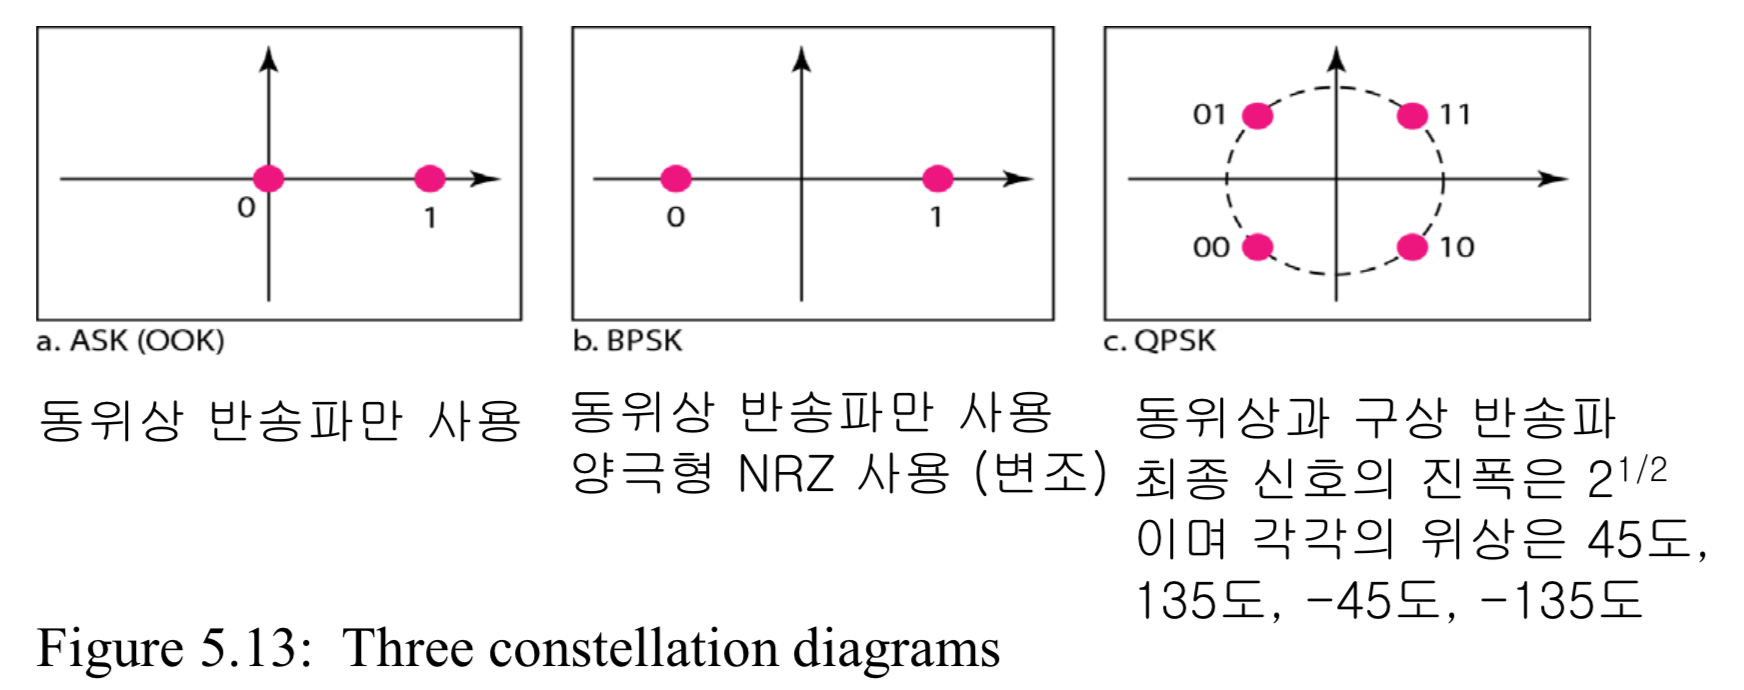 0
1
a. ASK (OOK)
동위상 반송파만 사용
0
1
b. BPSK
동위상 반송파만 사용
양극형 NRZ 사용 (변조)
01
11
00
10
c. QPSK
동위상과 구상 반송파
최종 신호의 진폭은 2^1/2
이며 각각의 위상은 45도,
135도, -45도, -135도
Figure 5.13: Three constellation diagrams